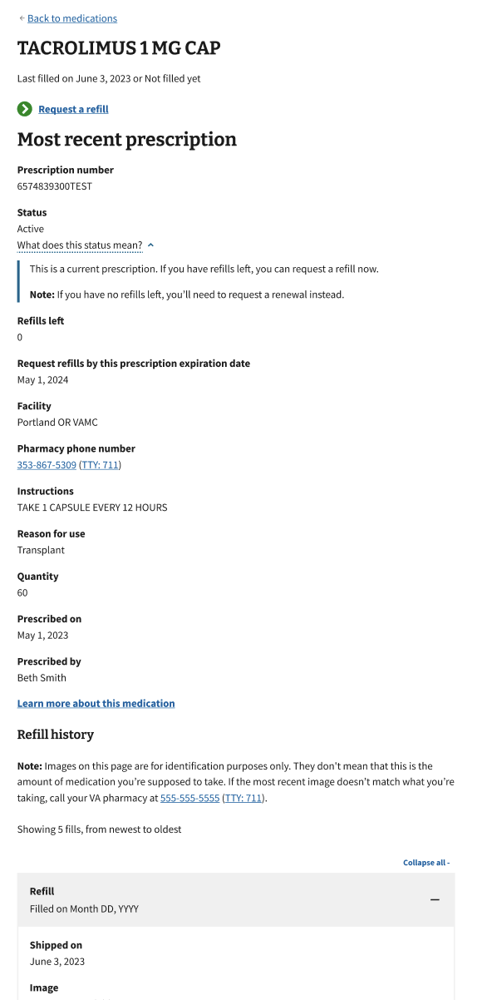 Back to medications
TACROLIMUS 1 MG CAP
Last filled on June 3, 2023 or Not filled yet
Request a refill
Most recent prescription
Prescription number
6574839300TEST
Status
Active
What does this status mean?
This is a current prescription. If you have refills left, you can request a refill now.
Note: If you have no refills left, you’ll need to request a renewal instead.
Refills left
0
Request refills by this prescription expiration date
May 1, 2024
Facility
Portland OR VAMC
Pharmacy phone number
353-867-5309 (TTY: 711)
Instructions
TAKE 1 CAPSULE EVERY 12 HOURS
Reason for use
Transplant
Quantity
60
Prescribed on
May 1, 2023
Prescribed by
Beth Smith
Learn more about this medication
Refill history
Note: Images on this page are for identification purposes only. They don't mean that this is the
amount of medication you’re supposed to take. If the most recent image doesn’t match what you’re
taking, call your VA pharmacy at 555-555-5555 (TTY: 711).
Showing 5 fills, from newest to oldest
Collapse all -
Refill
Filled on Month DD, YYYY
Shipped on
June 3, 2023
Image